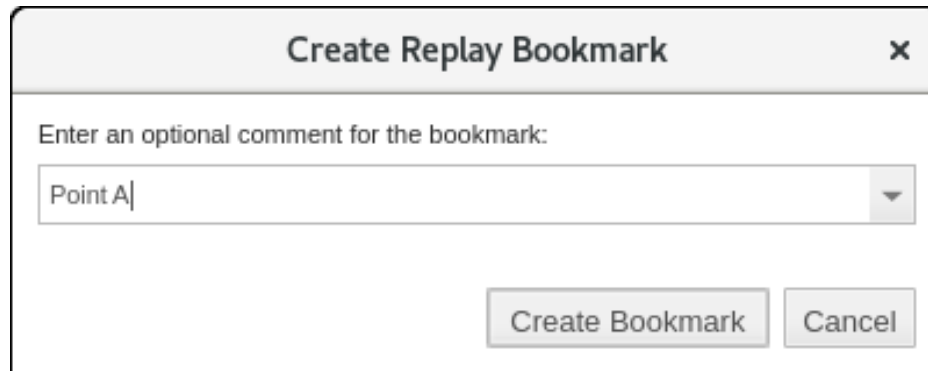 Create Replay Bookmark
Enter an optional comment for the bookmark:
Point A
Create Bookmark Cancel